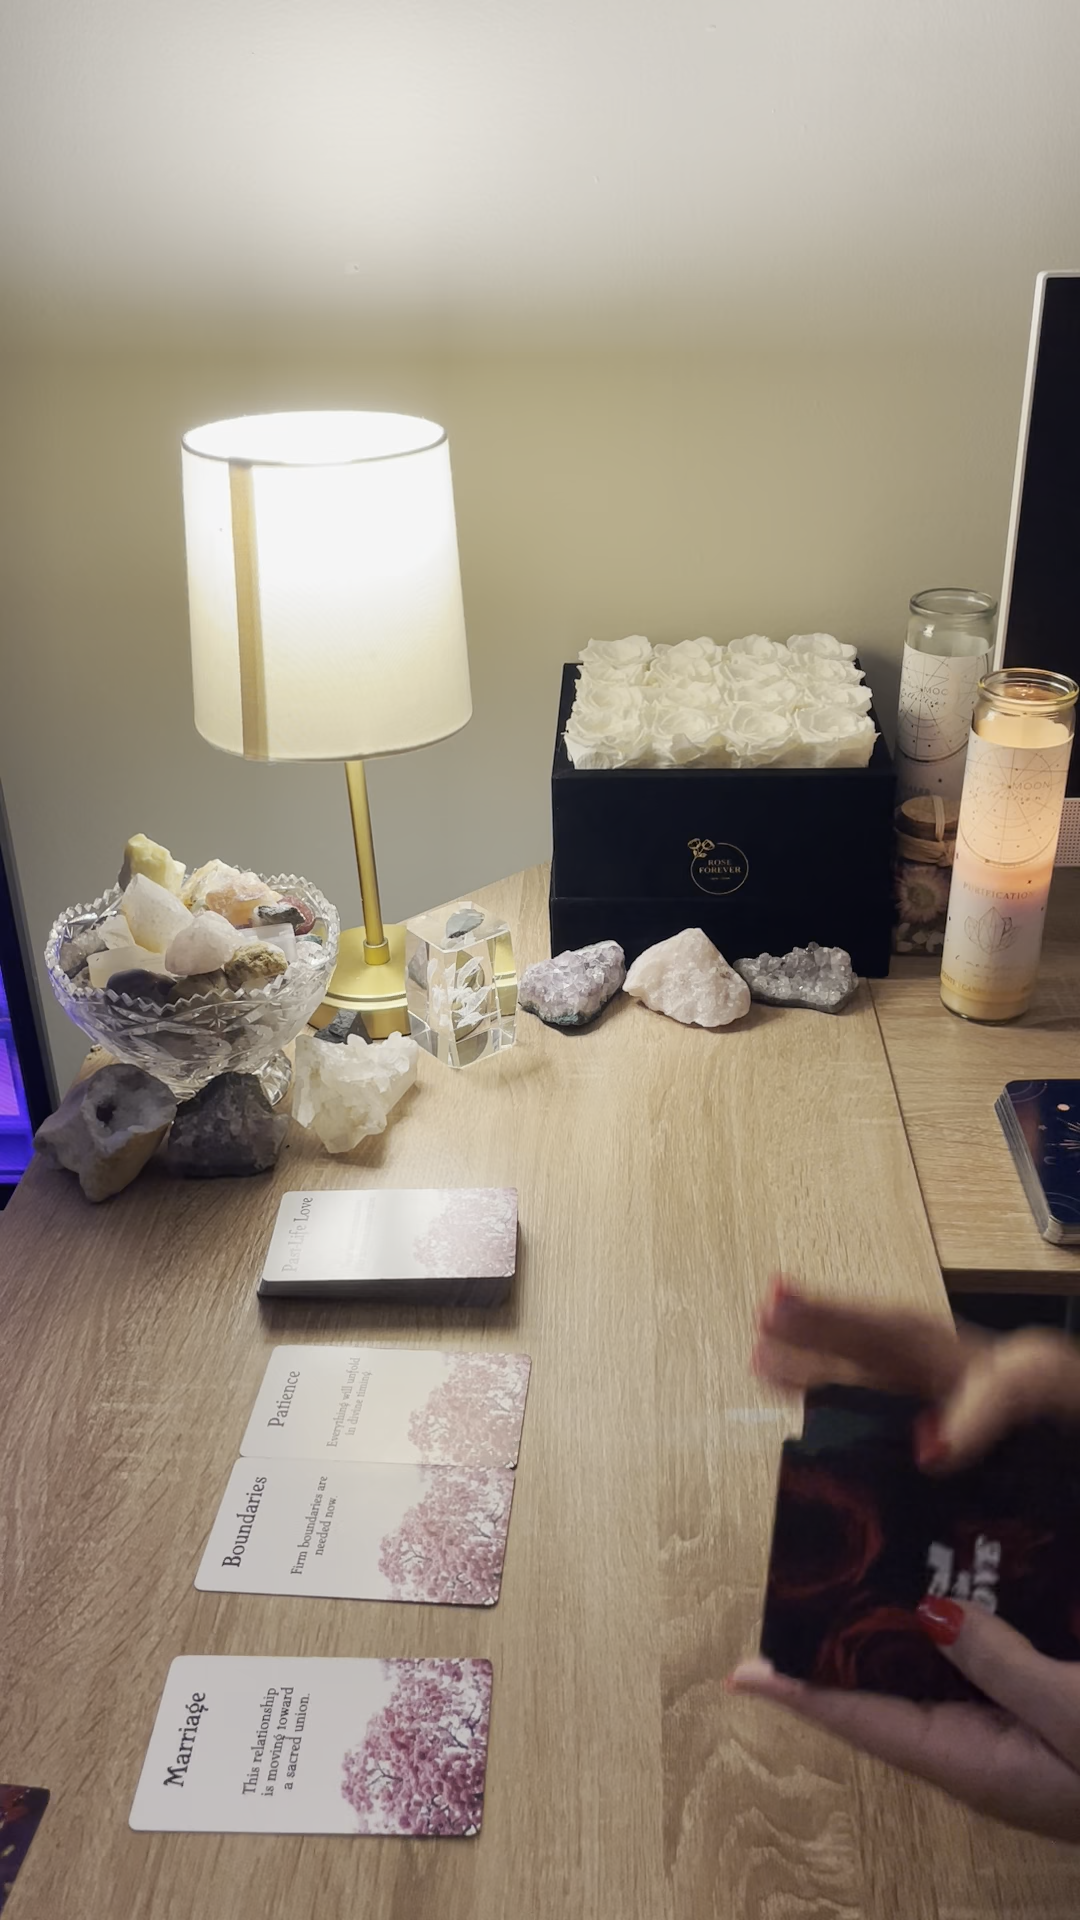 ROSE
FOREVER
MOON
PURIFICATION
Past-Life Love
Patience
Everything will unfold
in divine timing
Boundaries
Firm boundaries are
needed now.
Marriage
This relationship
is moving toward
a sacred union.